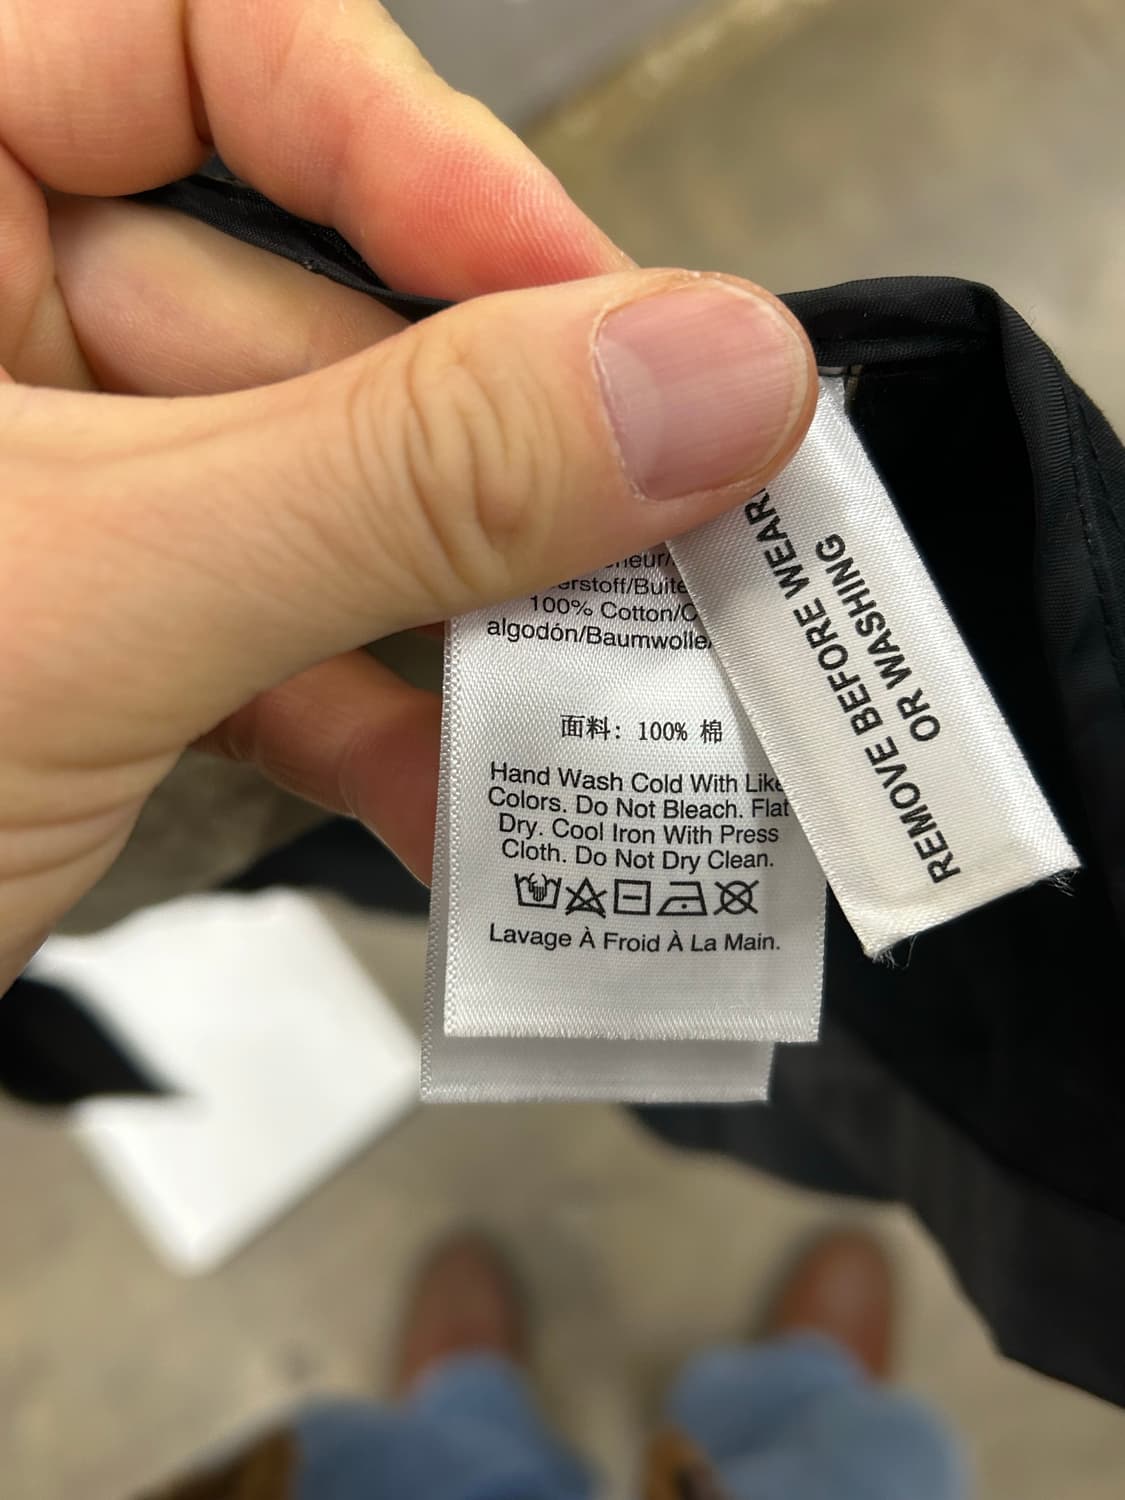 100% Cotton/C
algodón/Baumwolle/
面料: 100% 棉
Hand Wash Cold With Like
Colors. Do Not Bleach. Flat
Dry. Cool Iron With Press
Cloth. Do Not Dry Clean.
Lavage À Froid À La Main.
REMOVE BEFORE WEAR
OR WASHING